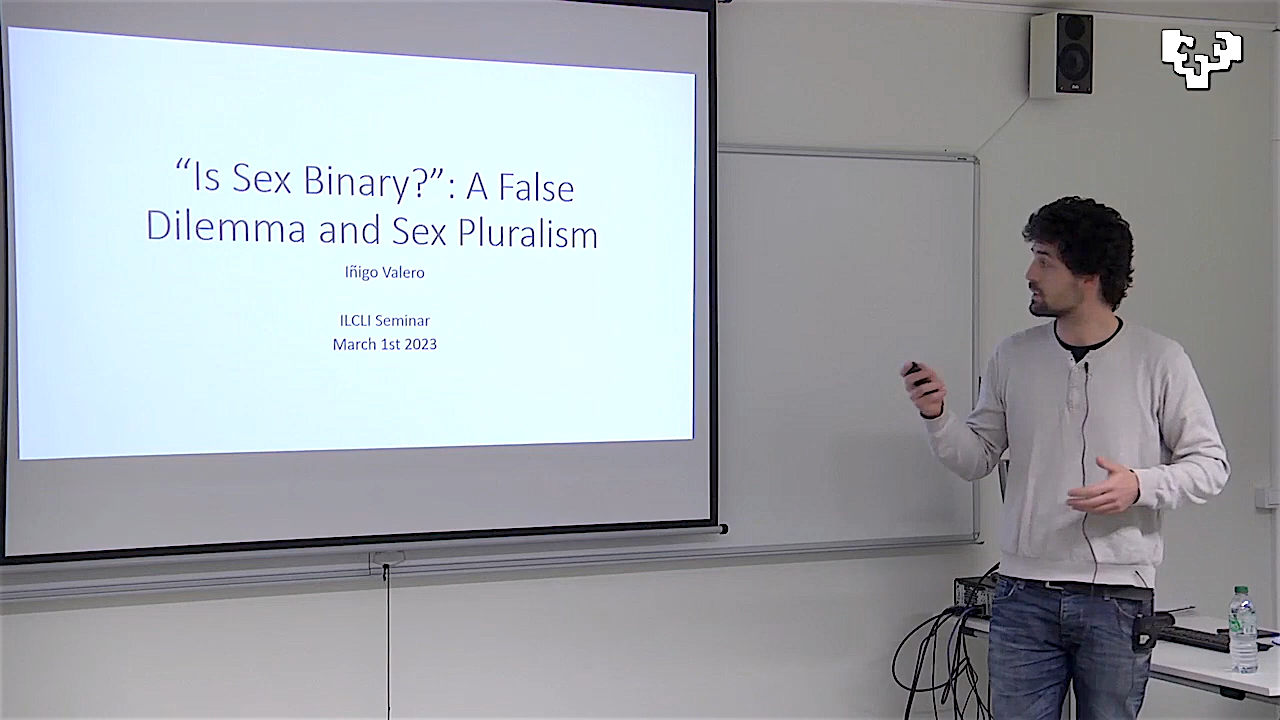 “Is Sex Binary?”: A False
Dilemma and Sex Pluralism
Iñigo Valero
ILCLI Seminar
March 1st 2023